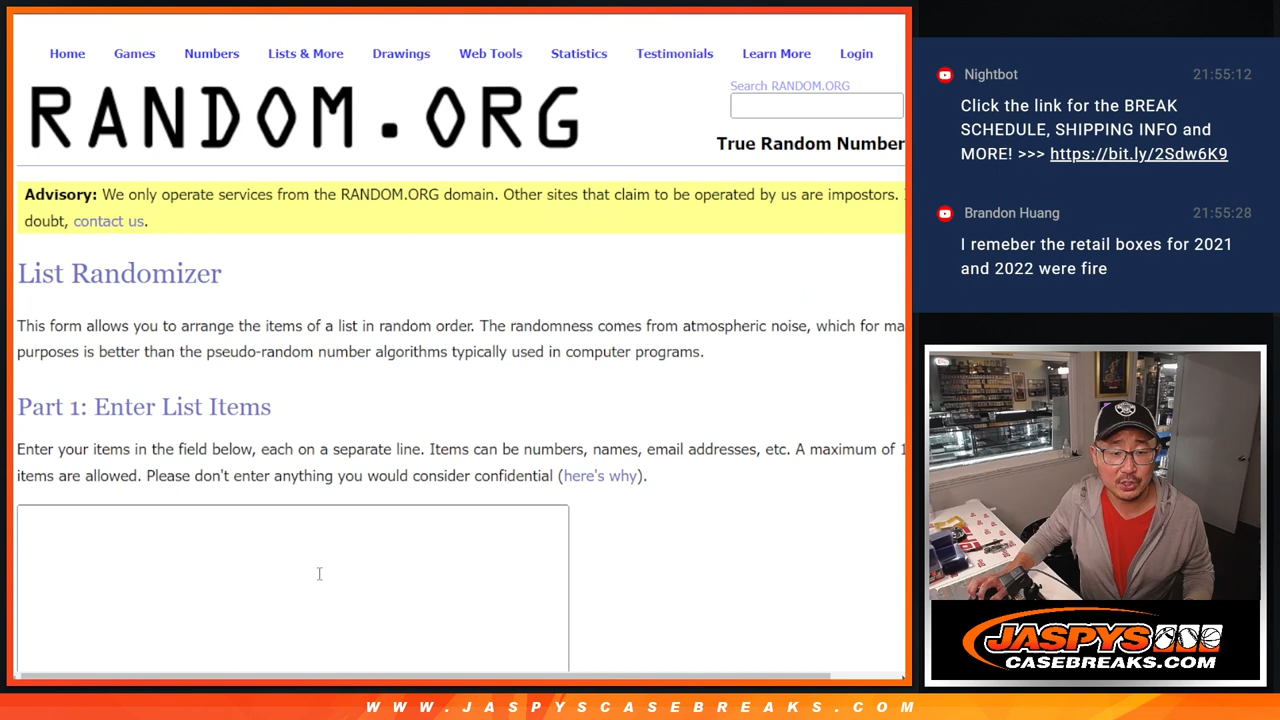 Home Games Numbers Lists & More Drawings Web Tools Statistics Testimonials Learn More Login
RANDOM.ORG
Search RANDOM.ORG
True Random Number
Advisory: We only operate services from the RANDOM.ORG domain. Other sites that claim to be operated by us are impostors.
doubt, contact us.
List Randomizer
This form allows you to arrange the items of a list in random order. The randomness comes from atmospheric noise, which for ma
purposes is better than the pseudo-random number algorithms typically used in computer programs.
Part 1: Enter List Items
Enter your items in the field below, each on a separate line. Items can be numbers, names, email addresses, etc. A maximum of 1
items are allowed. Please don't enter anything you would consider confidential (here's why).
Nightbot 21:55:12
Click the link for the BREAK
SCHEDULE, SHIPPING INFO and
MORE! >>> https://bit.ly/2Sdw6K9
Brandon Huang 21:55:28
I remeber the retail boxes for 2021
and 2022 were fire
JASPYS
CASEBREAKS.COM
WWW.JASPYSCASEBREAKS.COM